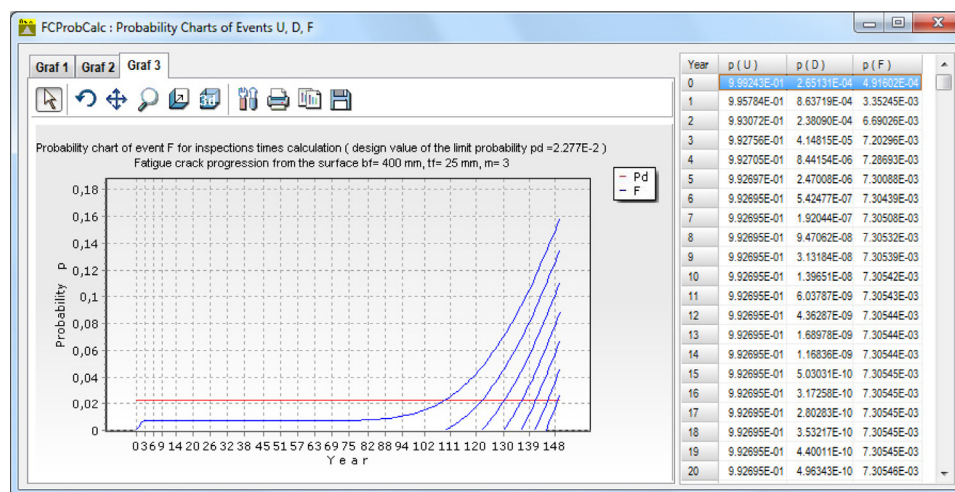 FCProbCalc : Probability Charts of Events U, D, F
Graf 1 Graf 2 Graf 3
3d
Probability chart of event F for inspections times calculation ( design value of the limit probability pd =2.277E-2 )
Fatigue crack progression from the surface bf= 400 mm, tf= 25 mm, m= 3
Pd
F
0,18
0,16
0,14
0,12
0,1
0,08
0,06
0,04
0,02
0
Probability p
0 3 6 9 14 20 26 32 38 45 51 57 63 69 75 82 88 94 102 111 120 130 139 148
Year
Year p ( U ) p ( D ) p ( F )
0 9.99243E-01 2.65131E-04 4.91602E-04
1 9.95784E-01 8.63719E-04 3.35245E-03
2 9.93072E-01 2.38090E-04 6.69026E-03
3 9.92756E-01 4.14815E-05 7.20296E-03
4 9.92705E-01 8.44154E-06 7.28693E-03
5 9.92697E-01 2.47008E-06 7.30088E-03
6 9.92695E-01 5.42477E-07 7.30439E-03
7 9.92695E-01 1.92044E-07 7.30508E-03
8 9.92695E-01 9.47062E-08 7.30532E-03
9 9.92695E-01 3.13184E-08 7.30539E-03
10 9.92695E-01 1.39651E-08 7.30542E-03
11 9.92695E-01 6.03787E-09 7.30543E-03
12 9.92695E-01 4.36287E-09 7.30544E-03
13 9.92695E-01 1.68978E-09 7.30544E-03
14 9.92695E-01 1.16836E-09 7.30544E-03
15 9.92695E-01 5.03031E-10 7.30545E-03
16 9.92695E-01 3.17258E-10 7.30545E-03
17 9.92695E-01 2.80283E-10 7.30545E-03
18 9.92695E-01 3.53217E-10 7.30545E-03
19 9.92695E-01 4.40011E-10 7.30545E-03
20 9.92695E-01 4.96343E-10 7.30546E-03